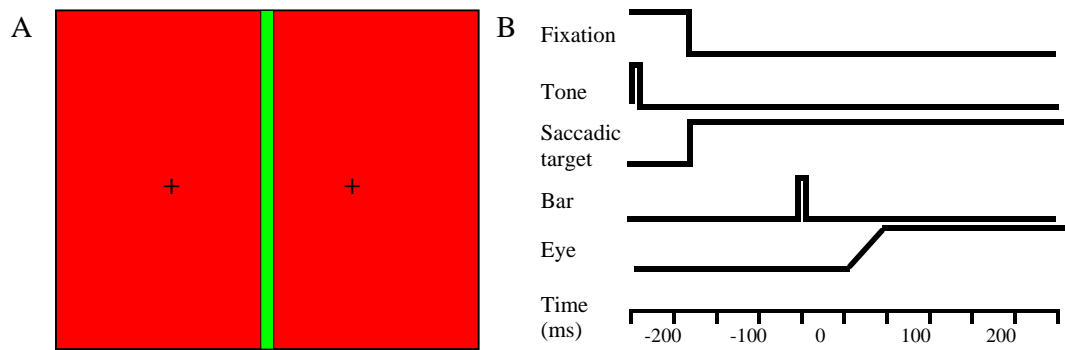 A
B
Fixation
Tone
Saccadic
target
Bar
Eye
Time
(ms)
-200 -100 0 100 200